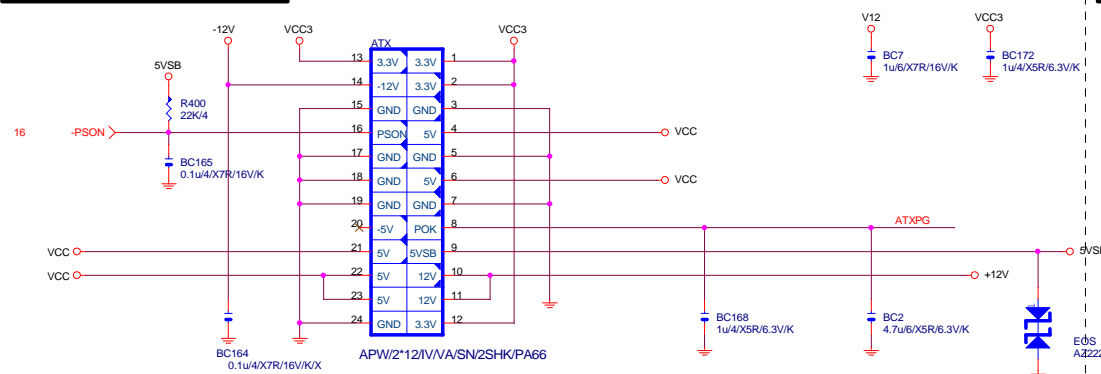 V12
VCC3
-12V
VCC3
VCC3
ATX
BC7
1u/6/X7R/16V/K
BC172
1u/4/X5R/6.3V/K
5VSB
R400
22K/4
16
-PSON
BC165
0.1u/4/X7R/16V/K
13 3.3V 3.3V 1
14 -12V 3.3V 2
15 GND GND 3
16 PSON 5V 4
VCC
17 GND GND 5
18 GND 5V 6
VCC
19 GND GND 7
20 -5V POK 8
ATXPG
VCC
21 5V 5VSB 9
VCC
22 5V 12V 10
+12V
23 5V 12V 11
24 GND 3.3V 12
BC164
0.1u/4/X7R/16V/K/X
APW/2*12/IV/VA/SN/2SHK/PA66
BC168
1u/4/X5R/6.3V/K
BC2
4.7u/6/X5R/6.3V/K